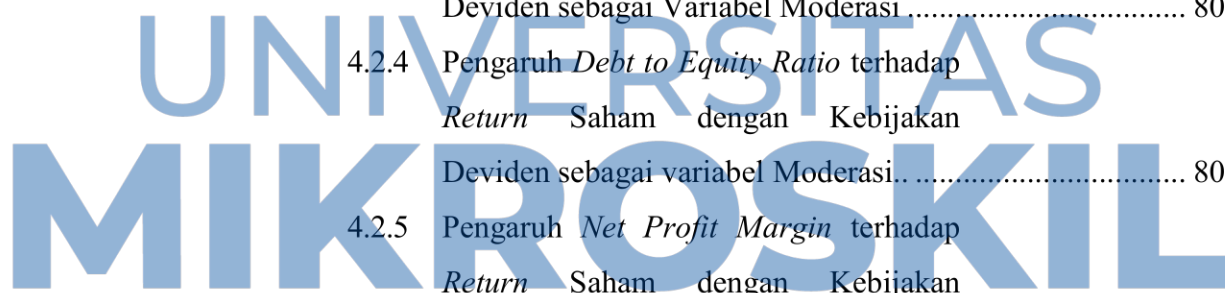 Deviden sebagai Variabel Moderasi ................................... 80
UNIVERSITAS
4.2.4 Pengaruh Debt to Equity Ratio terhadap
Return Saham dengan Kebijakan
MIKROSKIL
Deviden sebagai variabel Moderasi.. .................................. 80
4.2.5 Pengaruh Net Profit Margin terhadap
Return Saham dengan Kebijakan